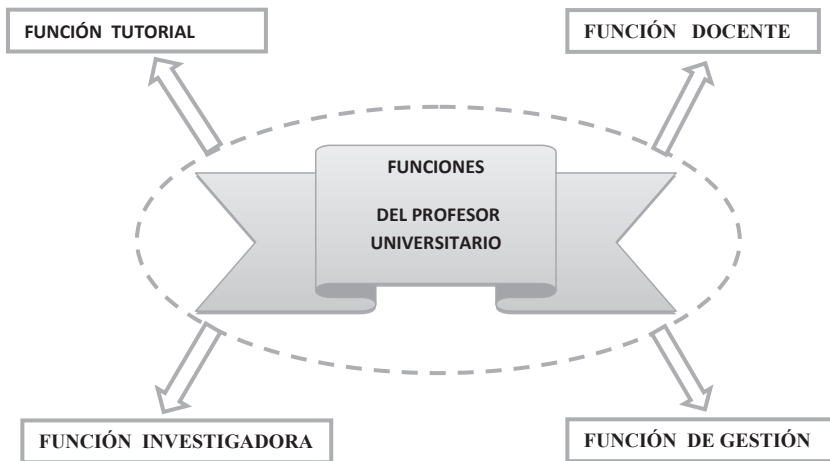 FUNCIÓN TUTORIAL
FUNCIÓN DOCENTE
FUNCIONES
DEL PROFESOR
UNIVERSITARIO
FUNCIÓN INVESTIGADORA
FUNCIÓN DE GESTIÓN